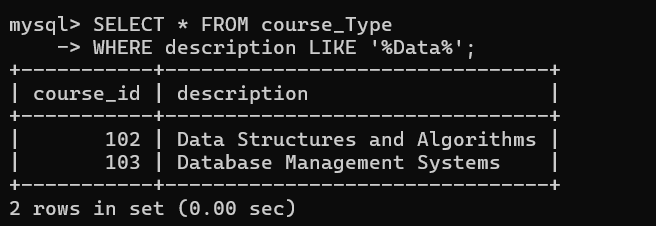 mysql> SELECT * FROM course_Type
    -> WHERE description LIKE '%Data%';
+-----------+--------------------------------+
| course_id | description                    |
+-----------+--------------------------------+
|       102 | Data Structures and Algorithms |
|       103 | Database Management Systems    |
+-----------+--------------------------------+
2 rows in set (0.00 sec)